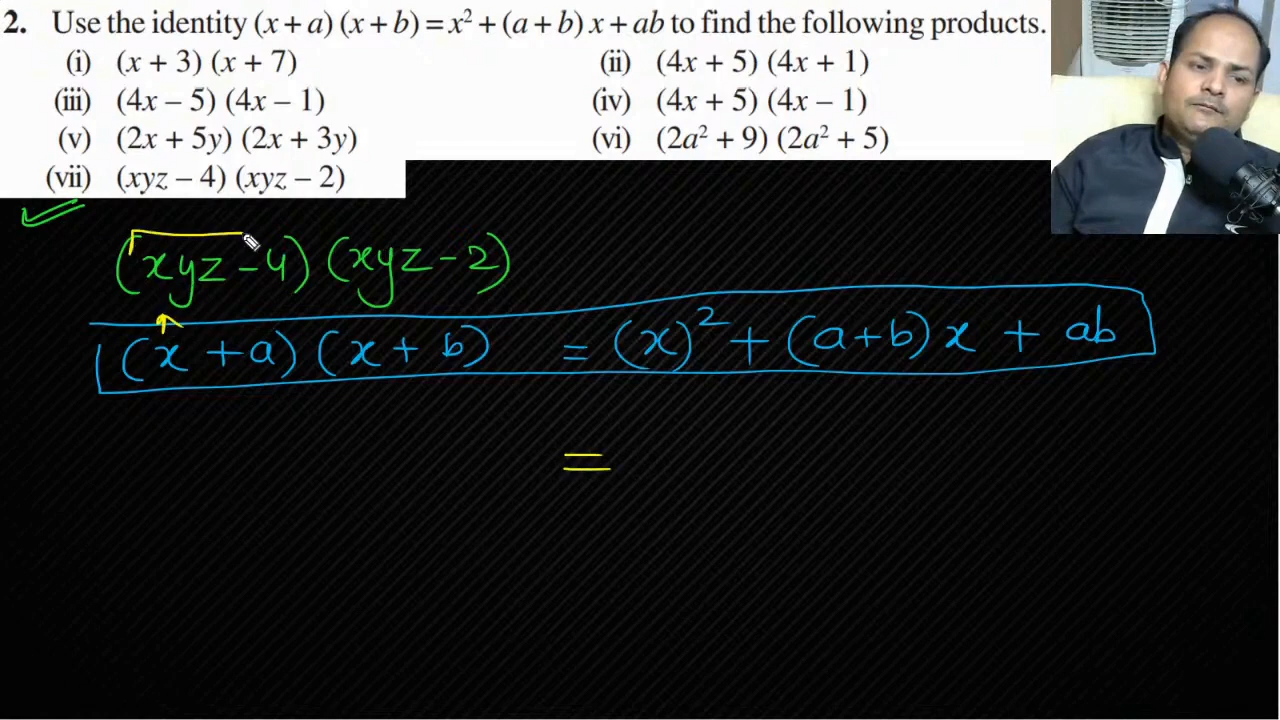 2. Use the identity (x + a) (x + b) = x² + (a + b) x + ab to find the following products.
(i) (x + 3) (x + 7) (ii) (4x + 5) (4x + 1)
(iii) (4x – 5) (4x – 1) (iv) (4x + 5) (4x – 1)
(v) (2x + 5y) (2x + 3y) (vi) (2a² + 9) (2a² + 5)
(vii) (xyz – 4) (xyz – 2)
(xyz - 4) (xyz - 2)
(x + a) (x + b) = (x)² + (a+b) x + ab
=